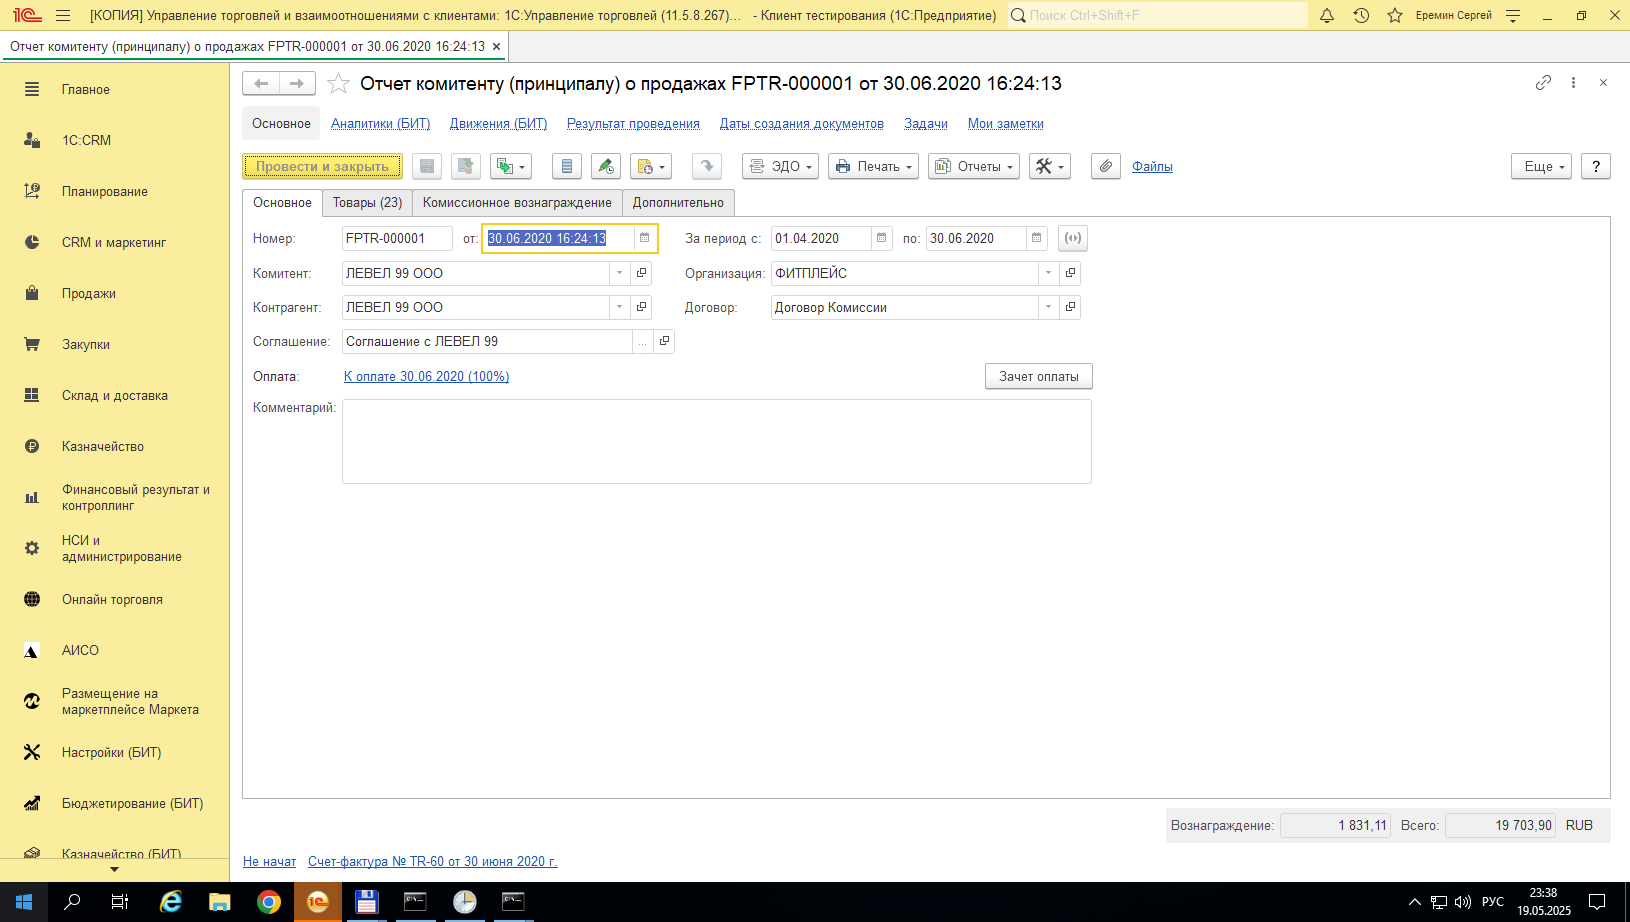 [КОПИЯ] Управление торговлей и взаимоотношениями с клиентами: 1С:Управление торговлей (11.5.8.267)... - Клиент тестирования (1С:Предприятие)
Поиск Ctrl+Shift+F
Еремин Сергей
Отчет комитенту (принципалу) о продажах FPTR-000001 от 30.06.2020 16:24:13 ×
Главное
1С:CRM
Планирование
CRM и маркетинг
Продажи
Закупки
Склад и доставка
Казначейство
Финансовый результат и
контроллинг
НСИ и
администрирование
Онлайн торговля
АИСО
Размещение на
маркетплейсе Маркета
Настройки (БИТ)
Бюджетирование (БИТ)
Казначейство (БИТ)
Отчет комитенту (принципалу) о продажах FPTR-000001 от 30.06.2020 16:24:13
Основное Аналитики (БИТ) Движения (БИТ) Результат проведения Даты создания документов Задачи Мои заметки
Провести и закрыть ЭДО Печать Отчеты Файлы Еще ?
Основное Товары (23) Комиссионное вознаграждение Дополнительно
Номер: FPTR-000001 от: 30.06.2020 16:24:13 За период с: 01.04.2020 по: 30.06.2020
Комитент: ЛЕВЕЛ 99 ООО Организация: ФИТПЛЕЙС
Контрагент: ЛЕВЕЛ 99 ООО Договор: Договор Комиссии
Соглашение: Соглашение с ЛЕВЕЛ 99 ...
Оплата: К оплате 30.06.2020 (100%) Зачет оплаты
Комментарий:
Вознаграждение: 1 831,11 Всего: 19 703,90 RUB
Не начат Счет-фактура № TR-60 от 30 июня 2020 г.
РУС
23:38
19.05.2025